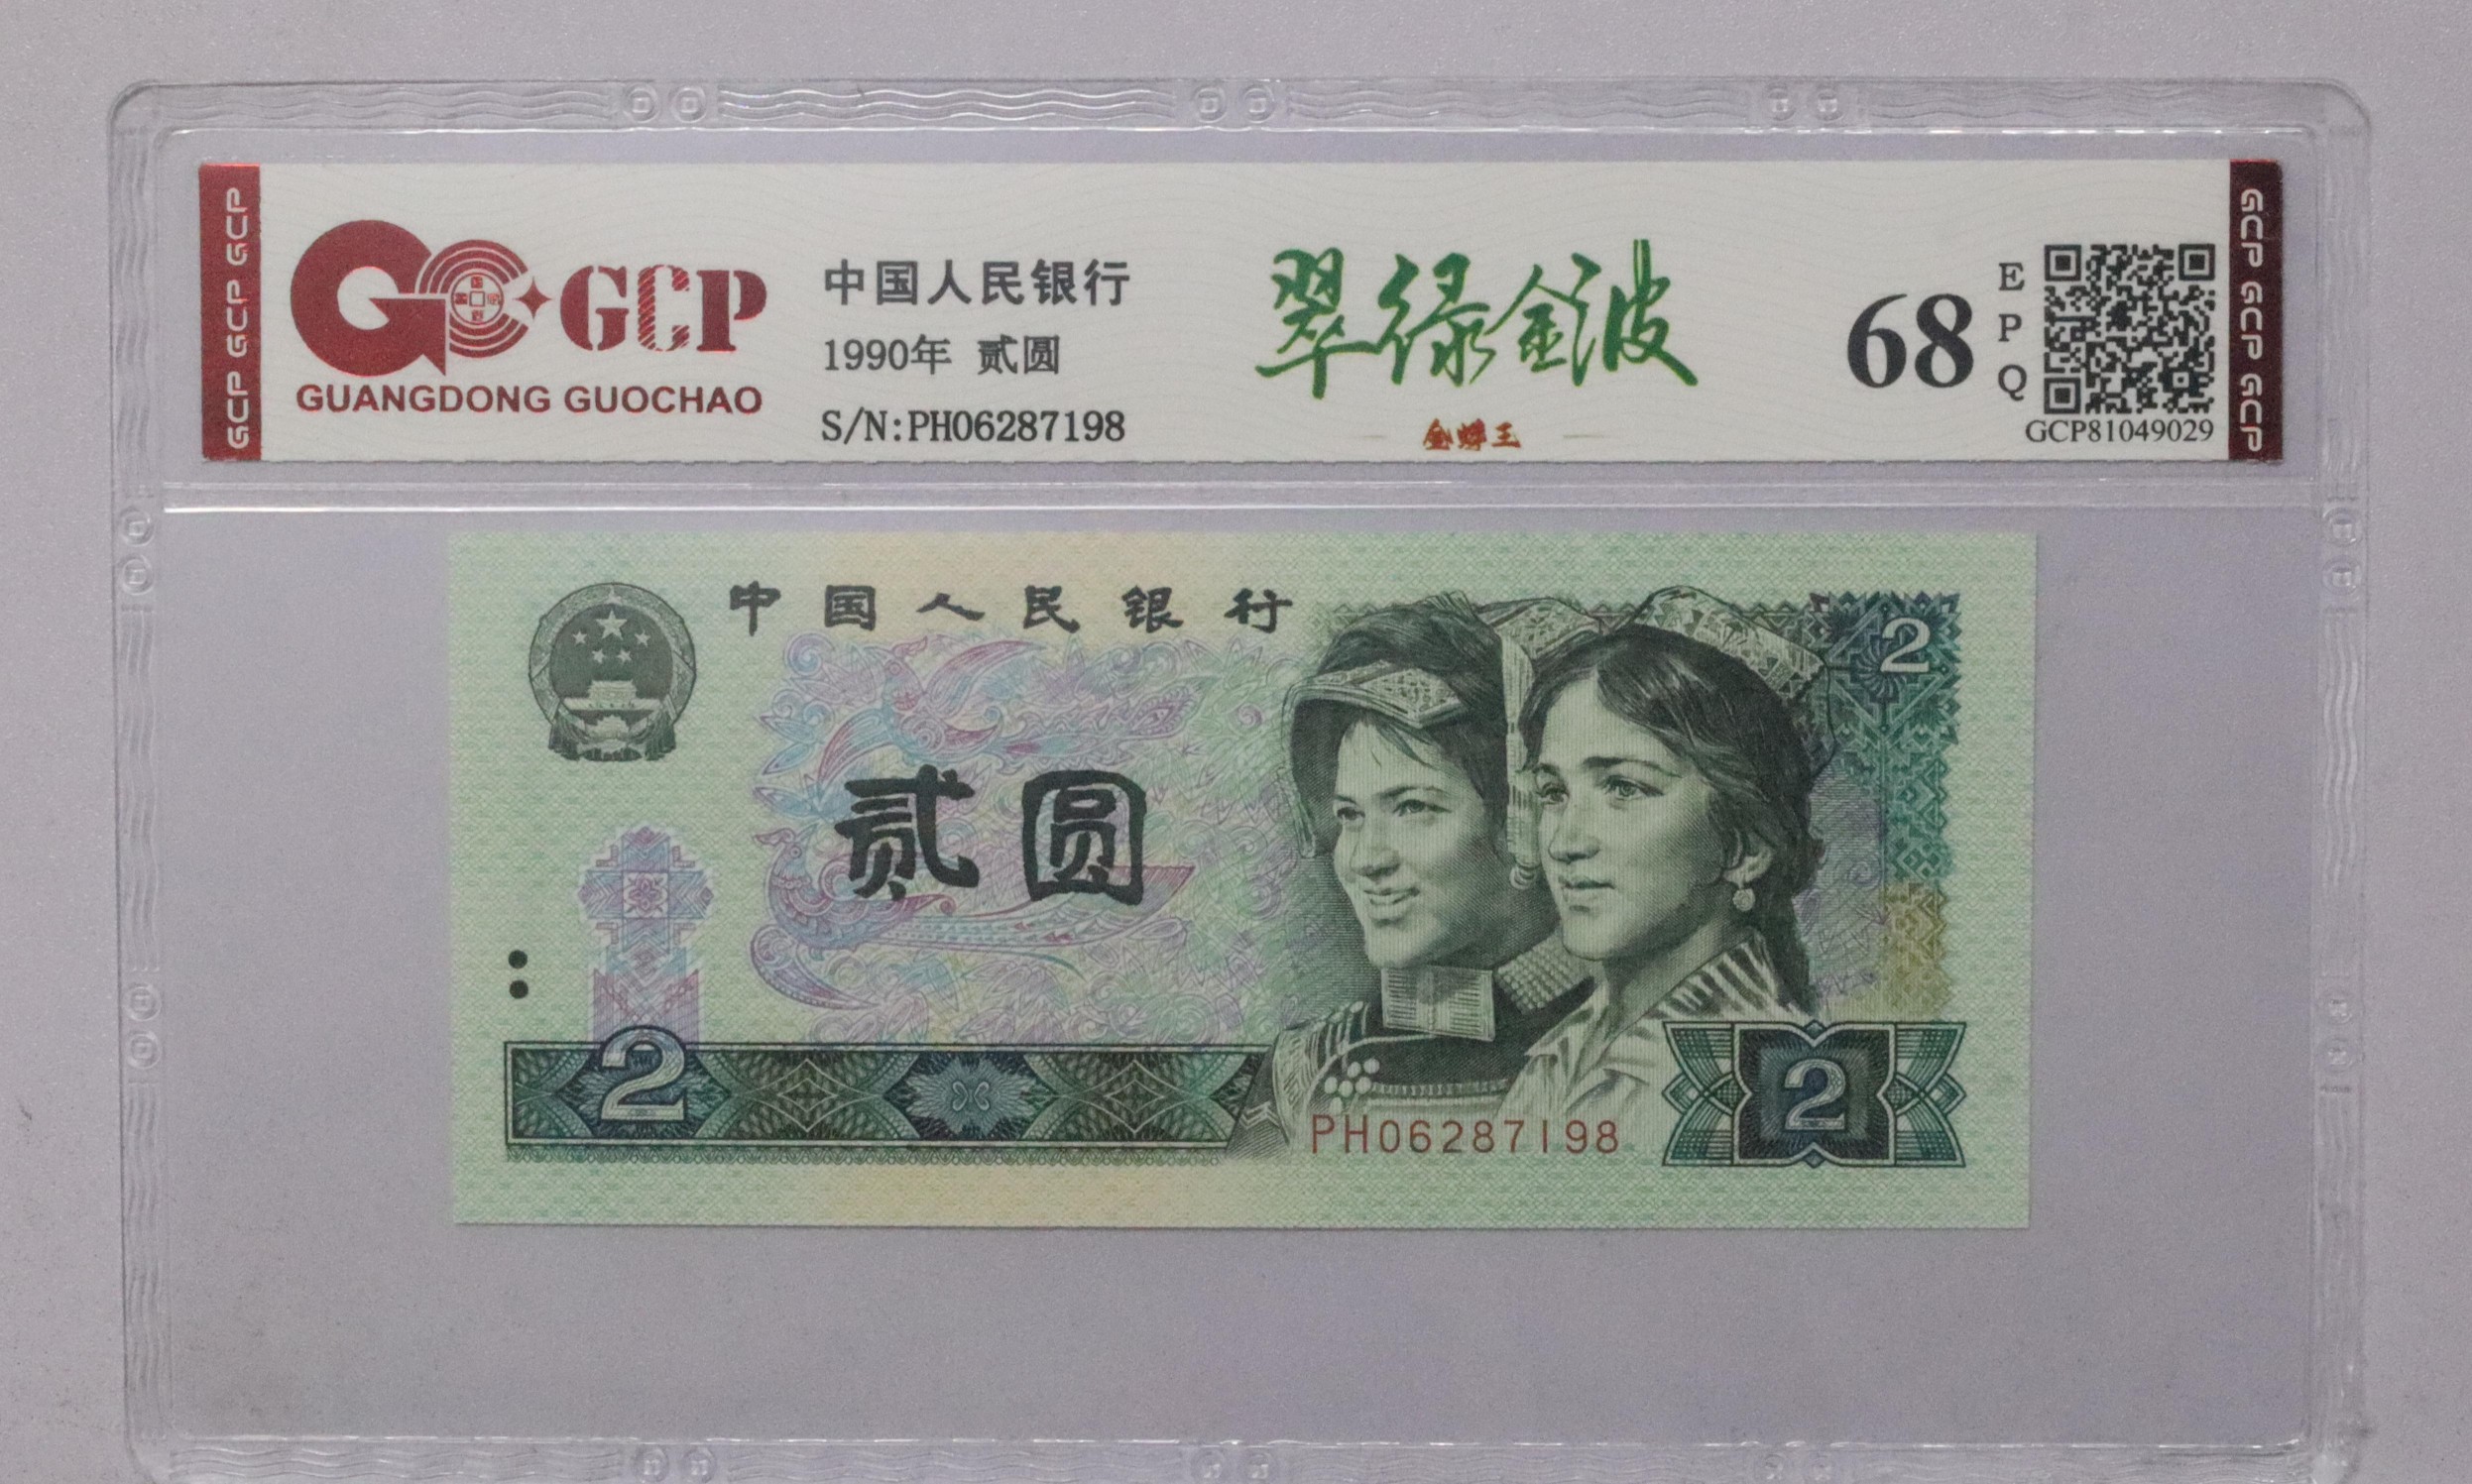 GCP GCP GCP
GCP
GUANGDONG GUOCHAO
中国人民银行
1990年 贰圆
S/N:PH06287198
翠绿金波
金蝶王
68
E
P
Q
GCP81049029
GCP GCP GCP
中国人民银行
2
贰圆
2
PH06287198
2